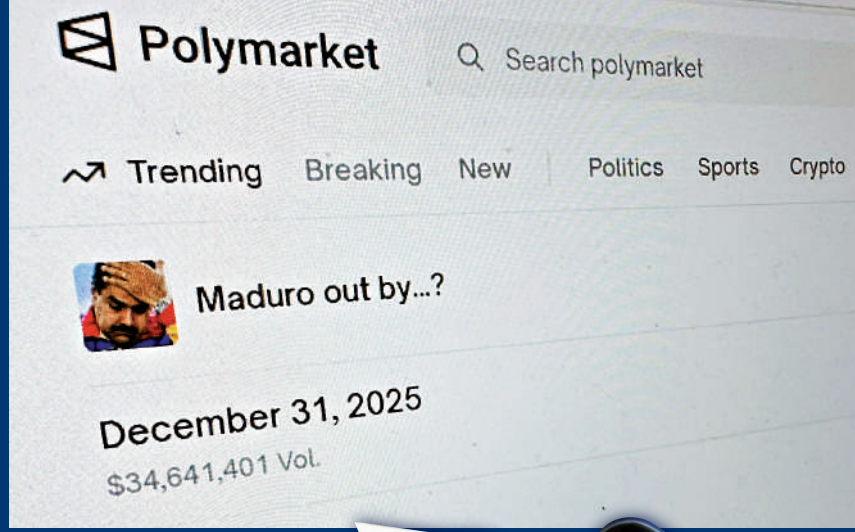 Polymarket
Search polymarket
Trending Breaking New Politics Sports Crypto
Maduro out by...?
December 31, 2025
$34,641,401 Vol.